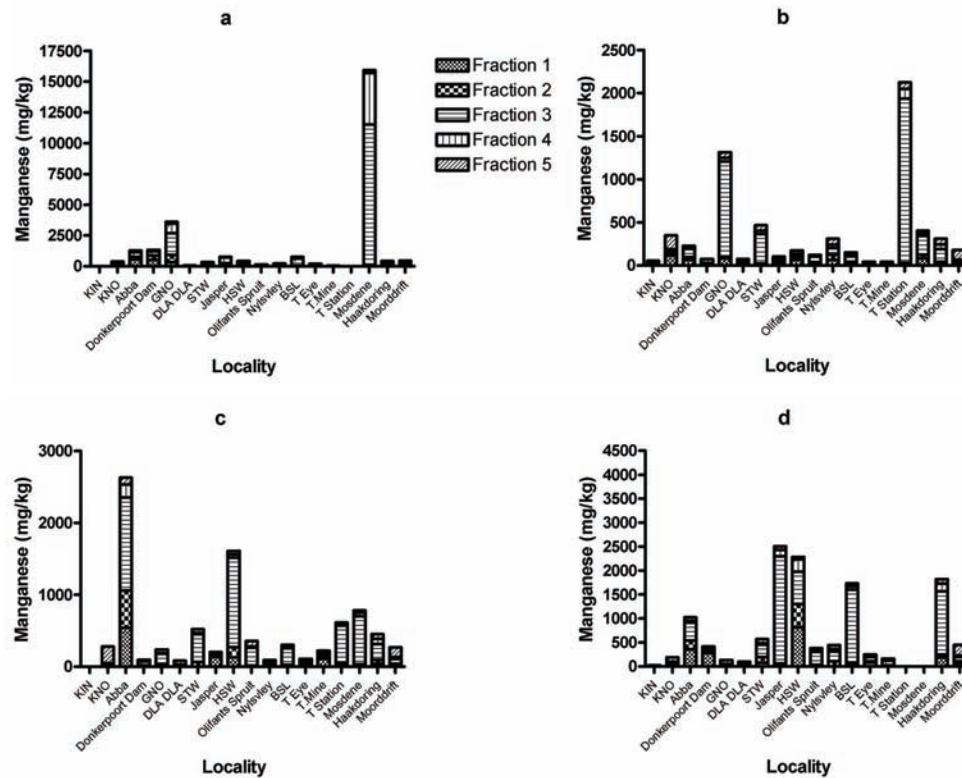 a
Manganese (mg/kg)
17500
15000
12500
10000
7500
5000
2500
0
KIN
KNO
Abba
Donkerpoort Dam
GNO
DLA DLA
STW
Jasper
HSW
Olifants Spruit
Nylsvley
BSL
T Eye
T.Mine
T Station
Mosdene
Haakdoring
Moorddrift
Locality
Fraction 1
Fraction 2
Fraction 3
Fraction 4
Fraction 5
b
Manganese (mg/kg)
2500
2000
1500
1000
500
0
KIN
KNO
Abba
Donkerpoort Dam
GNO
DLA DLA
STW
Jasper
HSW
Olifants Spruit
Nylsvley
BSL
T Eye
T.Mine
T Station
Mosdene
Haakdoring
Moorddrift
Locality
c
Manganese (mg/kg)
3000
2000
1000
0
KIN
KNO
Abba
Donkerpoort Dam
GNO
DLA DLA
STW
Jasper
HSW
Olifants Spruit
Nylsvley
BSL
T Eye
T.Mine
T Station
Mosdene
Haakdoring
Moorddrift
Locality
d
Manganese (mg/kg)
4500
4000
3500
3000
2500
2000
1500
1000
500
0
KIN
KNO
Abba
Donkerpoort Dam
GNO
DLA DLA
STW
Jasper
HSW
Olifants Spruit
Nylsvley
BSL
T Eye
T.Mine
T Station
Mosdene
Haakdoring
Moorddrift
Locality